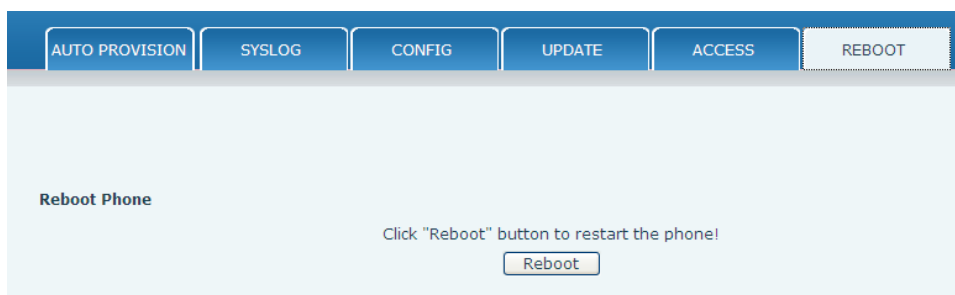 AUTO PROVISION SYSLOG CONFIG UPDATE ACCESS REBOOT
Reboot Phone
Click "Reboot" button to restart the phone!
Reboot